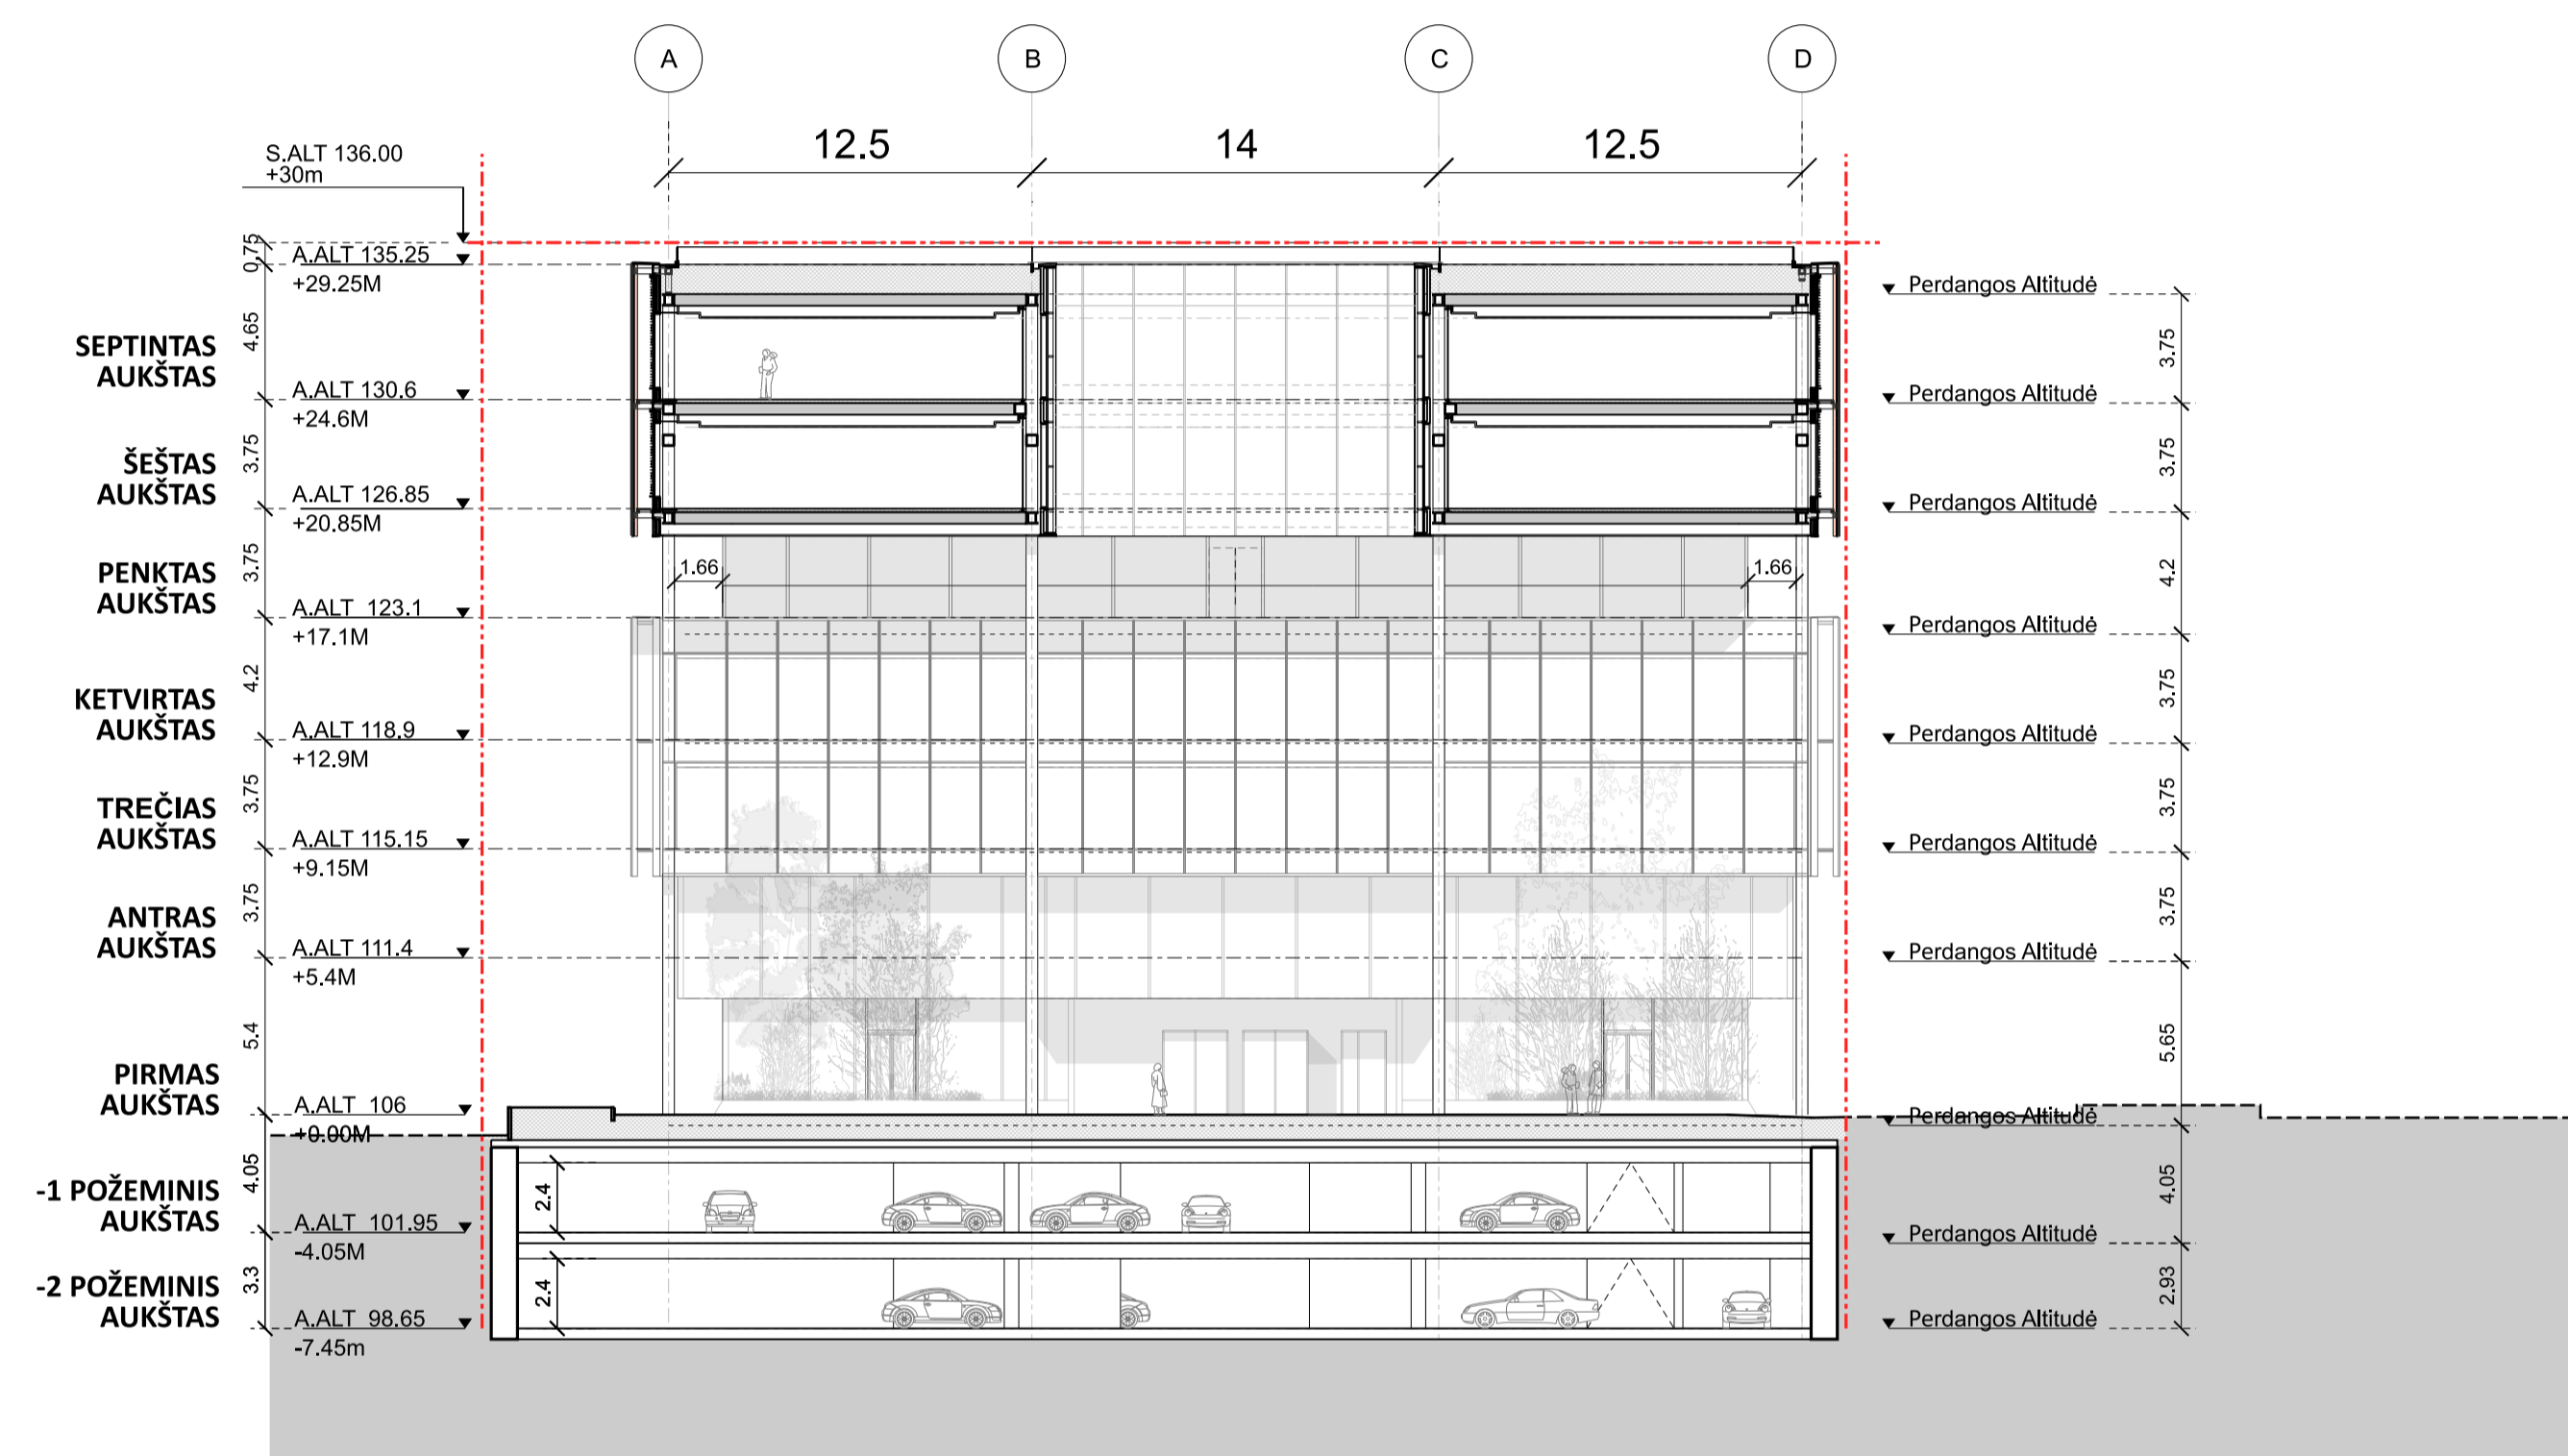 A
B
C
D
12.5
14
12.5
S.ALT 136.00
+30m
0.75
A.ALT 135.25
+29.25M
Perdangos Altitudė
4.65
3.75
SEPTINTAS
AUKŠTAS
A.ALT 130.6
+24.6M
Perdangos Altitudė
3.75
3.75
ŠEŠTAS
AUKŠTAS
A.ALT 126.85
+20.85M
Perdangos Altitudė
3.75
1.66
1.66
4.2
PENKTAS
AUKŠTAS
A.ALT 123.1
+17.1M
Perdangos Altitudė
4.2
3.75
KETVIRTAS
AUKŠTAS
A.ALT 118.9
+12.9M
Perdangos Altitudė
3.75
3.75
TREČIAS
AUKŠTAS
A.ALT 115.15
+9.15M
Perdangos Altitudė
3.75
3.75
ANTRAS
AUKŠTAS
A.ALT 111.4
+5.4M
Perdangos Altitudė
5.4
5.65
PIRMAS
AUKŠTAS
A.ALT 106
+0.00M
Perdangos Altitudė
4.05
2.4
4.05
-1 POŽEMINIS
AUKŠTAS
A.ALT 101.95
-4.05M
Perdangos Altitudė
3.3
2.4
2.93
-2 POŽEMINIS
AUKŠTAS
A.ALT 98.65
-7.45m
Perdangos Altitudė